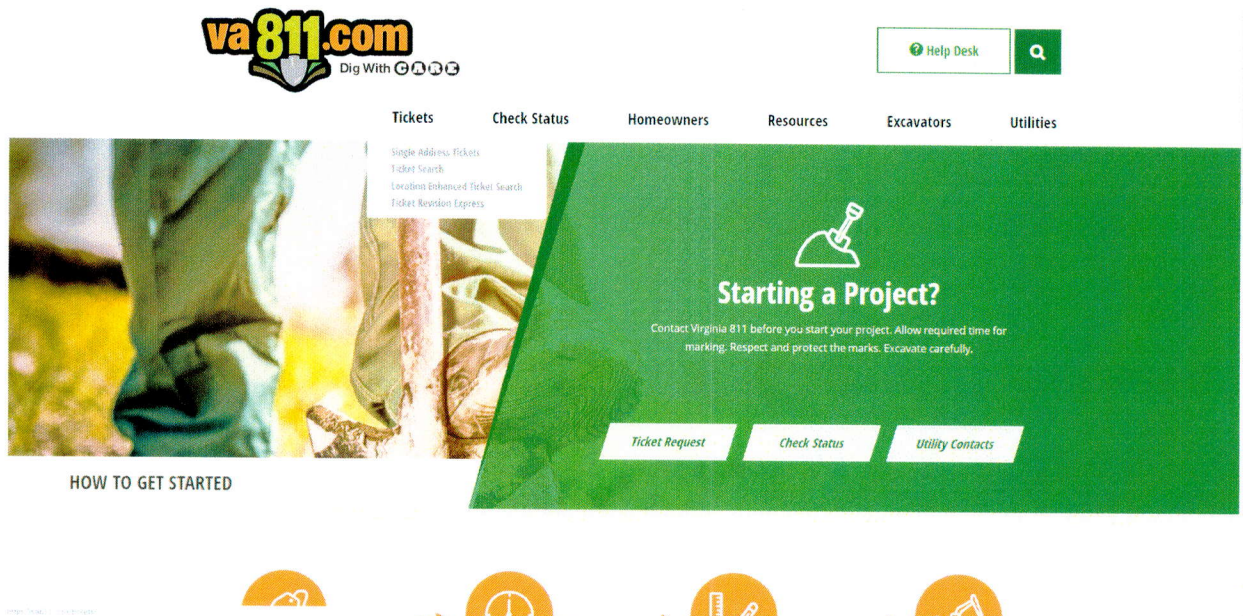 va811.com
Dig With CARE
Help Desk
Tickets Check Status Homeowners Resources Excavators Utilities
Single Address Tickets
Ticket Search
Location Enhanced Ticket Search
Ticket Revision Express
Starting a Project?
Contact Virginia 811 before you start your project. Allow required time for
marking. Respect and protect the marks. Excavate carefully.
Ticket Request Check Status Utility Contacts
HOW TO GET STARTED